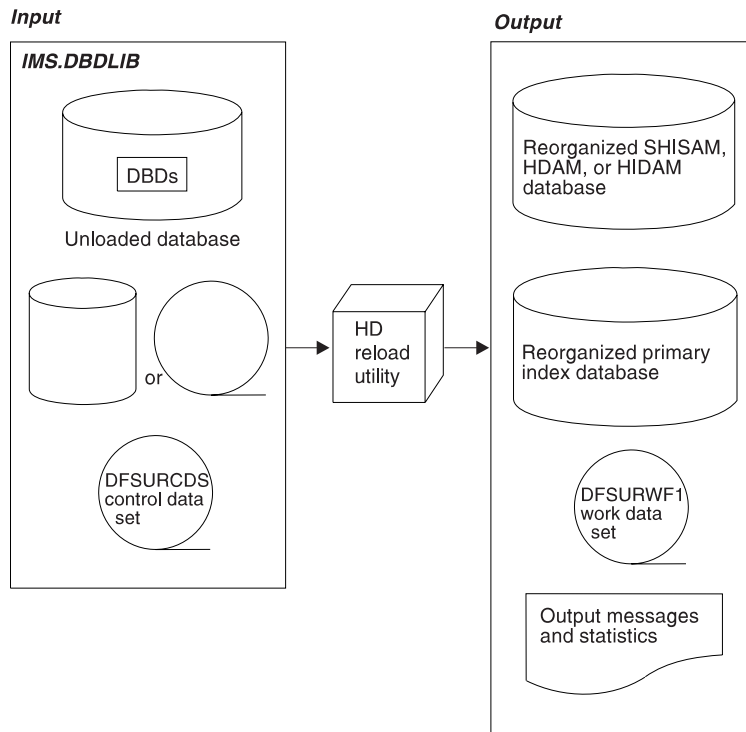 Input
IMS.DBDLIB
DBDs
Unloaded database
or
DFSURCDS
control data
set
HD
reload
utility
Output
Reorganized SHISAM,
HDAM, or HIDAM
database
Reorganized primary
index database
DFSURWF1
work data
set
Output messages
and statistics